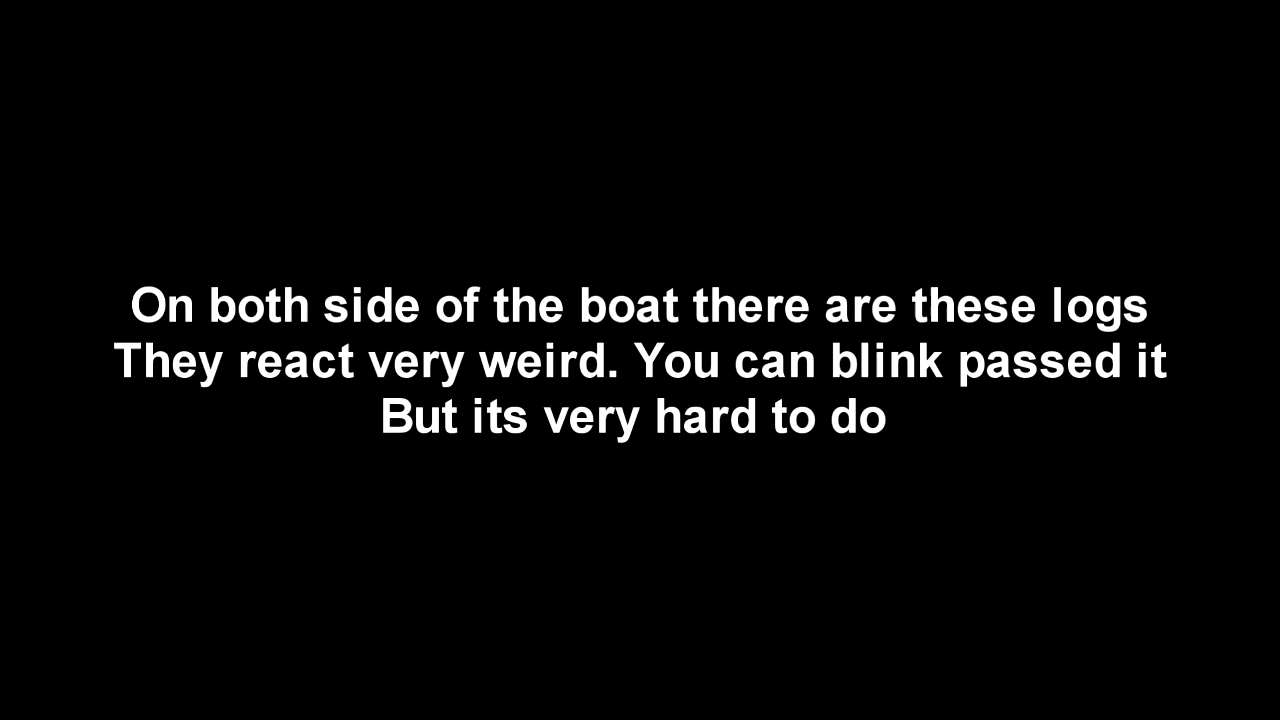 On both side of the boat there are these logs
They react very weird. You can blink passed it
But its very hard to do